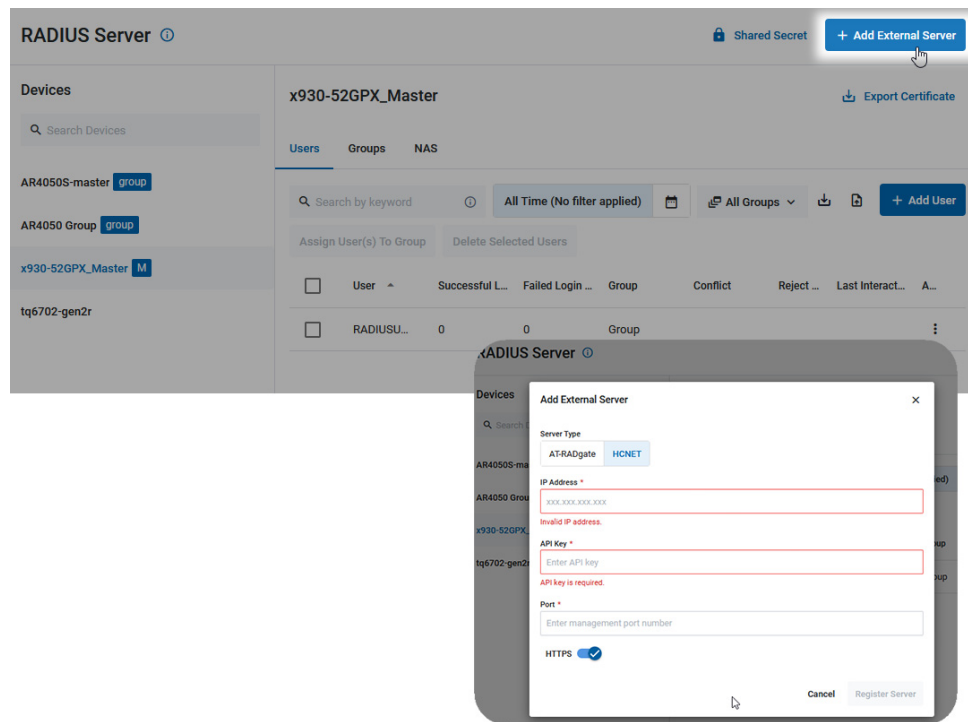 RADIUS Server
Shared Secret
+ Add External Server
Devices
x930-52GPX_Master
Export Certificate
Search Devices
Users Groups NAS
AR4050S-master group
Search by keyword All Time (No filter applied) All Groups + Add User
AR4050 Group group
Assign User(s) To Group Delete Selected Users
x930-52GPX_Master M
User Successful L... Failed Login ... Group Conflict Reject ... Last Interact... A...
tq6702-gen2r
RADIUSU... 0 0 Group
RADIUS Server
Devices
Add External Server
Search D
Server Type
AT-RADgate HCNET
AR4050S-ma
IP Address *
ed)
xxx.xxx.xxx.xxx
AR4050 Grou
Invalid IP address.
x930-52GPX_
API Key *
oup
Enter API key
tq6702-gen2r
oup
API key is required.
Port *
Enter management port number
HTTPS
Cancel Register Server